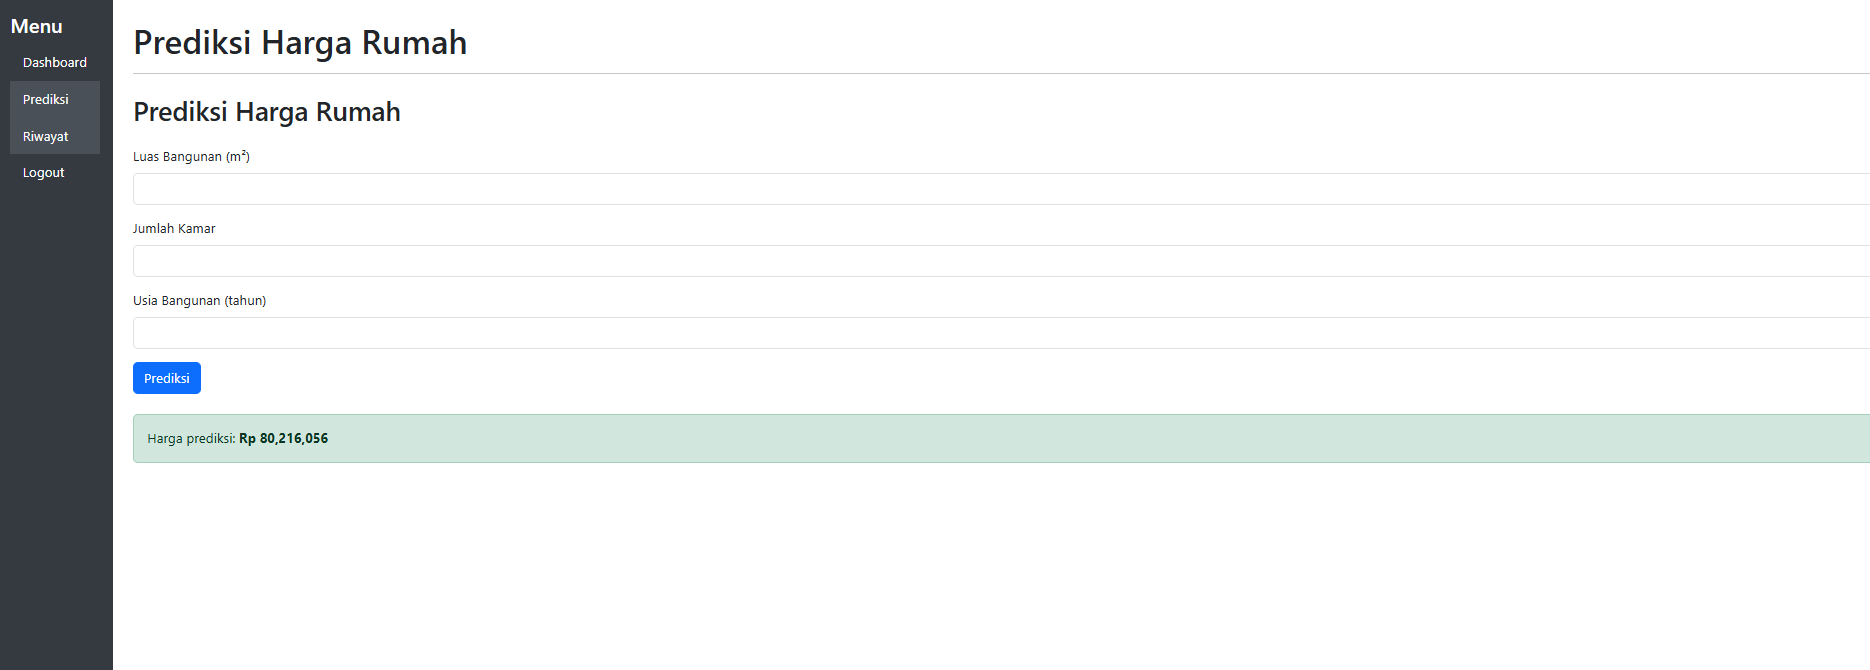 Menu
Dashboard
Prediksi
Riwayat
Logout
Prediksi Harga Rumah
Prediksi Harga Rumah
Luas Bangunan (m²)
Jumlah Kamar
Usia Bangunan (tahun)
Prediksi
Harga prediksi: Rp 80,216,056